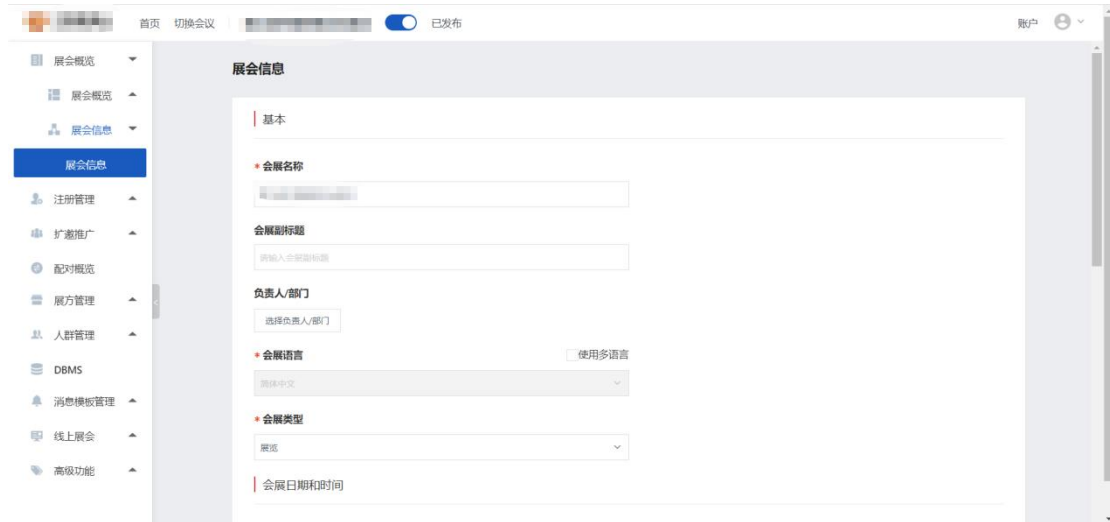 首页 切换会议 已发布 账户
展会概览
展会概览
展会信息
展会信息
注册管理
扩邀推广
配对概览
展方管理
人群管理
DBMS
消息模板管理
线上展会
高级功能
展会信息
基本
* 会展名称
会展副标题
请输入会展副标题
负责人/部门
选择负责人/部门
* 会展语言 使用多语言
简体中文
* 会展类型
展览
会展日期和时间